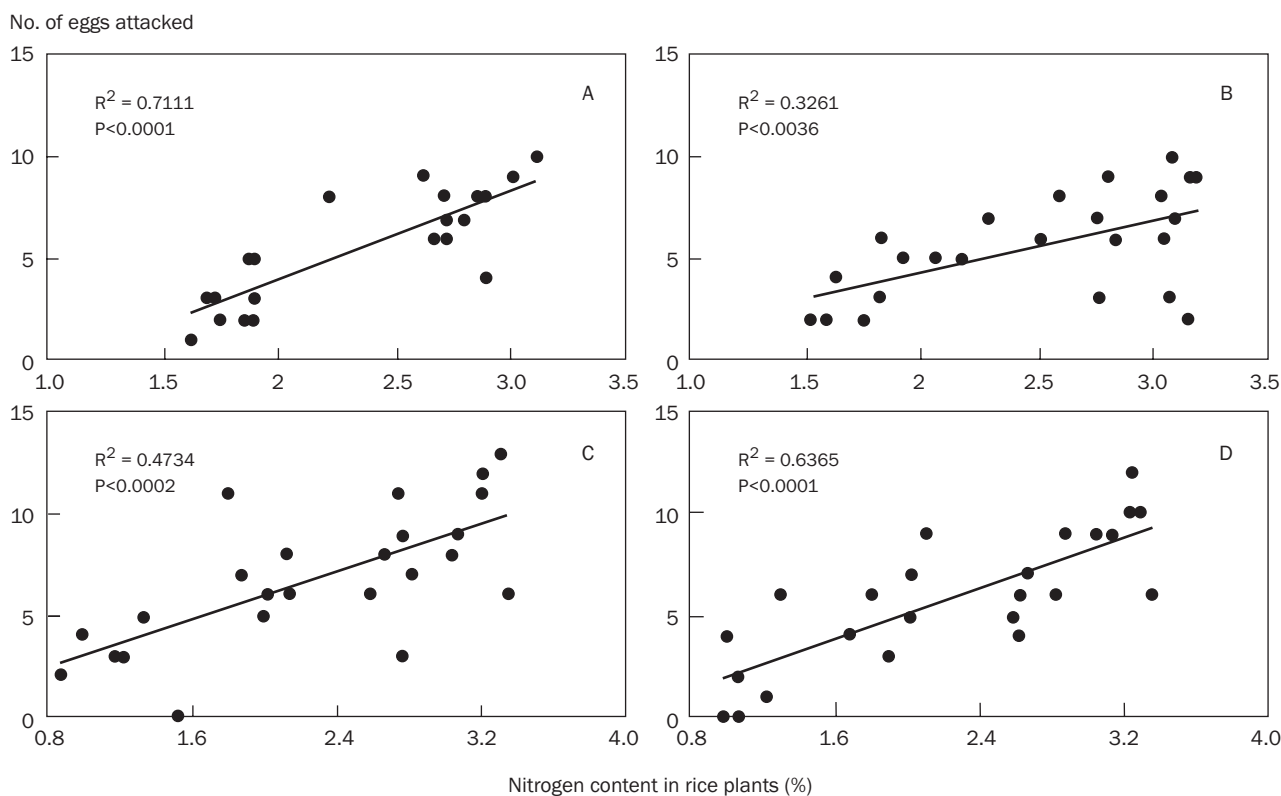 No. of eggs attacked
15
10
5
0
R2 = 0.7111
P<0.0001
A
1.0 1.5 2 2.5 3.0 3.5
15
10
5
0
R2 = 0.3261
P<0.0036
B
1.0 1.5 2 2.5 3.0 3.5
15
10
5
0
R2 = 0.4734
P<0.0002
C
0.8 1.6 2.4 3.2 4.0
15
10
5
0
R2 = 0.6365
P<0.0001
D
0.8 1.6 2.4 3.2 4.0
Nitrogen content in rice plants (%)